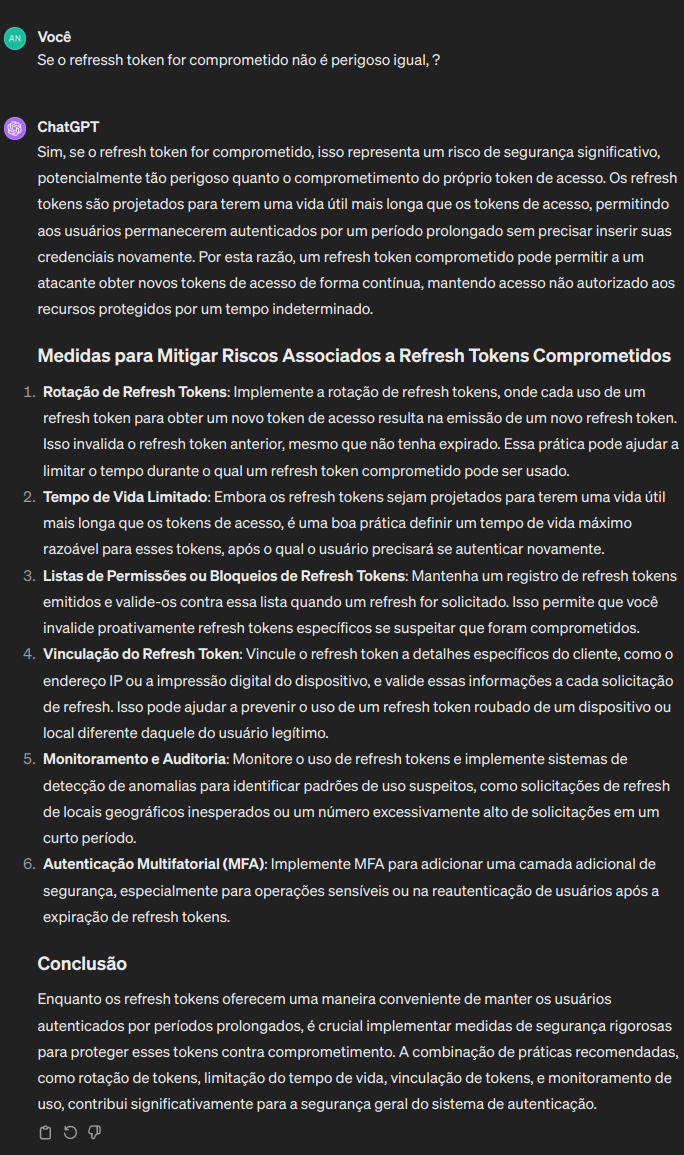 AN
Você
Se o refressh token for comprometido não é perigoso igual, ?
ChatGPT
Sim, se o refresh token for comprometido, isso representa um risco de segurança significativo,
potencialmente tão perigoso quanto o comprometimento do próprio token de acesso. Os refresh
tokens são projetados para terem uma vida útil mais longa que os tokens de acesso, permitindo
aos usuários permanecerem autenticados por um período prolongado sem precisar inserir suas
credenciais novamente. Por esta razão, um refresh token comprometido pode permitir a um
atacante obter novos tokens de acesso de forma contínua, mantendo acesso não autorizado aos
recursos protegidos por um tempo indeterminado.
Medidas para Mitigar Riscos Associados a Refresh Tokens Comprometidos
1. Rotação de Refresh Tokens: Implemente a rotação de refresh tokens, onde cada uso de um
refresh token para obter um novo token de acesso resulta na emissão de um novo refresh token.
Isso invalida o refresh token anterior, mesmo que não tenha expirado. Essa prática pode ajudar a
limitar o tempo durante o qual um refresh token comprometido pode ser usado.
2. Tempo de Vida Limitado: Embora os refresh tokens sejam projetados para terem uma vida útil
mais longa que os tokens de acesso, é uma boa prática definir um tempo de vida máximo
razoável para esses tokens, após o qual o usuário precisará se autenticar novamente.
3. Listas de Permissões ou Bloqueios de Refresh Tokens: Mantenha um registro de refresh tokens
emitidos e valide-os contra essa lista quando um refresh for solicitado. Isso permite que você
invalide proativamente refresh tokens específicos se suspeitar que foram comprometidos.
4. Vinculação do Refresh Token: Vincule o refresh token a detalhes específicos do cliente, como o
endereço IP ou a impressão digital do dispositivo, e valide essas informações a cada solicitação
de refresh. Isso pode ajudar a prevenir o uso de um refresh token roubado de um dispositivo ou
local diferente daquele do usuário legítimo.
5. Monitoramento e Auditoria: Monitore o uso de refresh tokens e implemente sistemas de
detecção de anomalias para identificar padrões de uso suspeitos, como solicitações de refresh
de locais geográficos inesperados ou um número excessivamente alto de solicitações em um
curto período.
6. Autenticação Multifatorial (MFA): Implemente MFA para adicionar uma camada adicional de
segurança, especialmente para operações sensíveis ou na reautenticação de usuários após a
expiração de refresh tokens.
Conclusão
Enquanto os refresh tokens oferecem uma maneira conveniente de manter os usuários
autenticados por períodos prolongados, é crucial implementar medidas de segurança rigorosas
para proteger esses tokens contra comprometimento. A combinação de práticas recomendadas,
como rotação de tokens, limitação do tempo de vida, vinculação de tokens, e monitoramento de
uso, contribui significativamente para a segurança geral do sistema de autenticação.